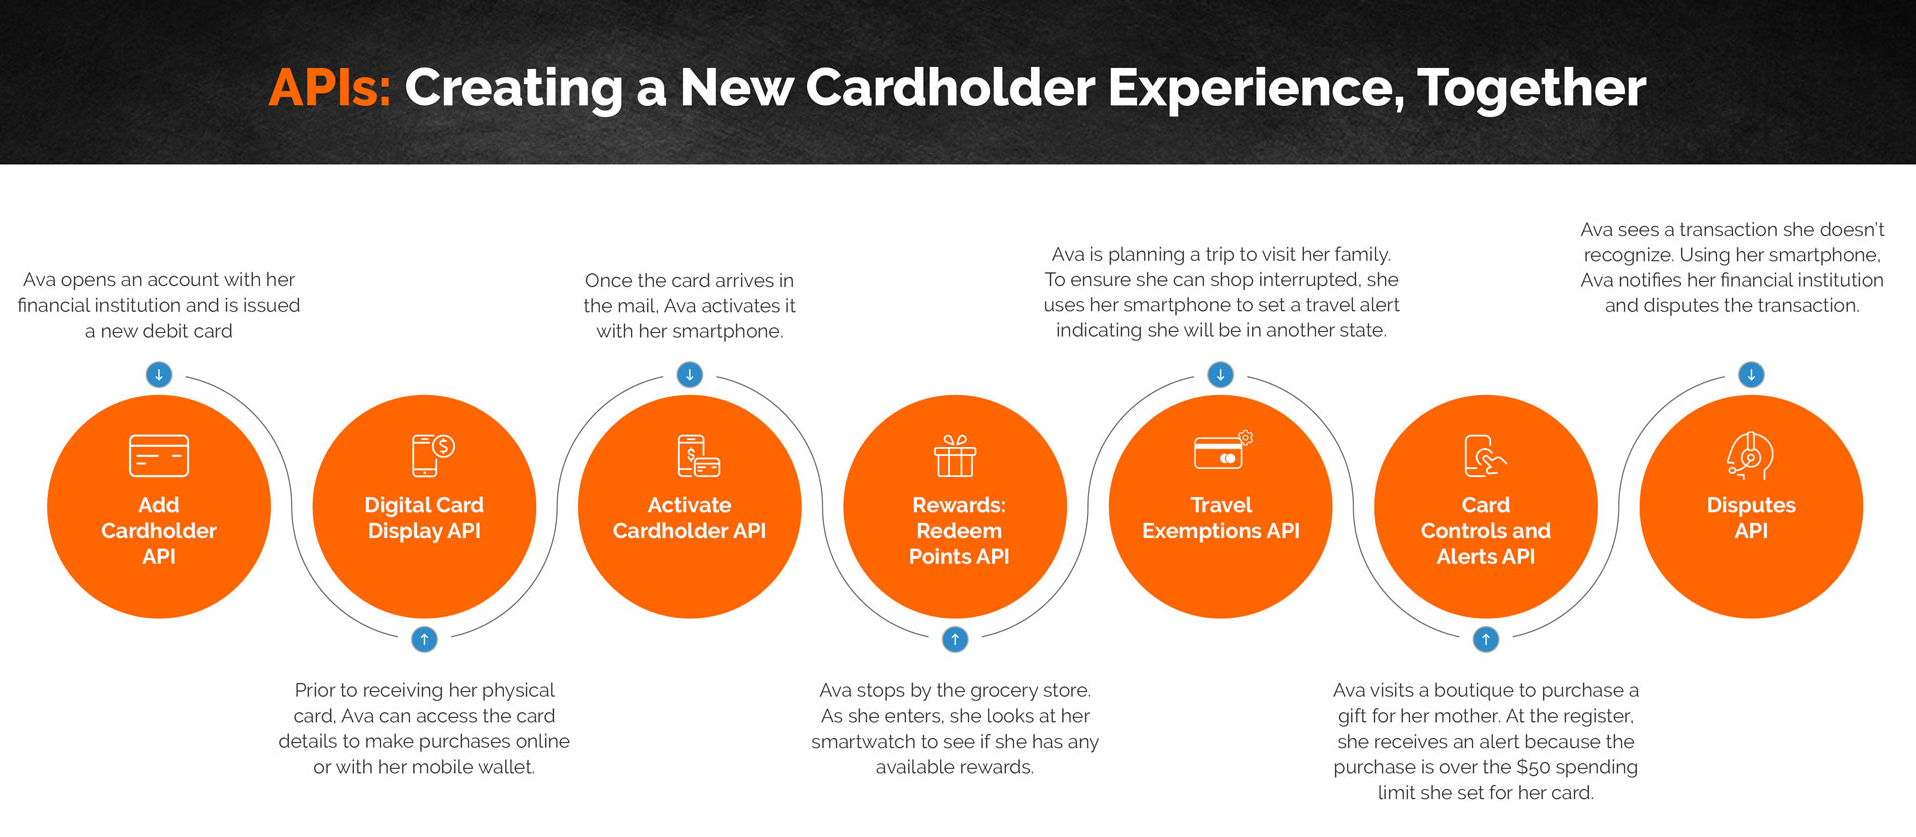 APIs: Creating a New Cardholder Experience, Together
Ava opens an account with her
financial institution and is issued
a new debit card
Add
Cardholder
API
Digital Card
Display API
Prior to receiving her physical
card, Ava can access the card
details to make purchases online
or with her mobile wallet.
Once the card arrives in
the mail, Ava activates it
with her smartphone.
$
$
Activate
Cardholder API
Rewards:
Redeem
Points API
Ava stops by the grocery store.
As she enters, she looks at her
smartwatch to see if she has any
available rewards.
Ava is planning a trip to visit her family.
To ensure she can shop interrupted, she
uses her smartphone to set a travel alert
indicating she will be in another state.
Travel
Exemptions API
Card
Controls and
Alerts API
Ava visits a boutique to purchase a
gift for her mother. At the register,
she receives an alert because the
purchase is over the $50 spending
limit she set for her card.
Ava sees a transaction she doesn't
recognize. Using her smartphone,
Ava notifies her financial institution
and disputes the transaction.
Disputes
API